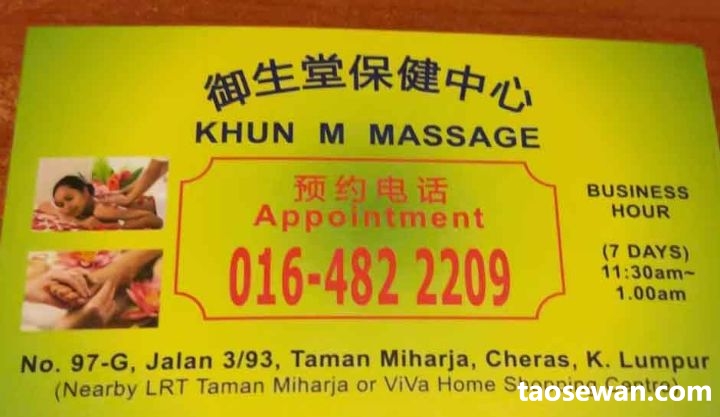 御生堂保健中心
KHUN M MASSAGE
预约电话
Appointment
016-482 2209
BUSINESS
HOUR
(7 DAYS)
11:30am~
1.00am
No. 97-G, Jalan 3/93, Taman Miharja, Cheras, K. Lumpur
(Nearby LRT Taman Miharja or ViVa Home Shopping Centre)
taosewan.com